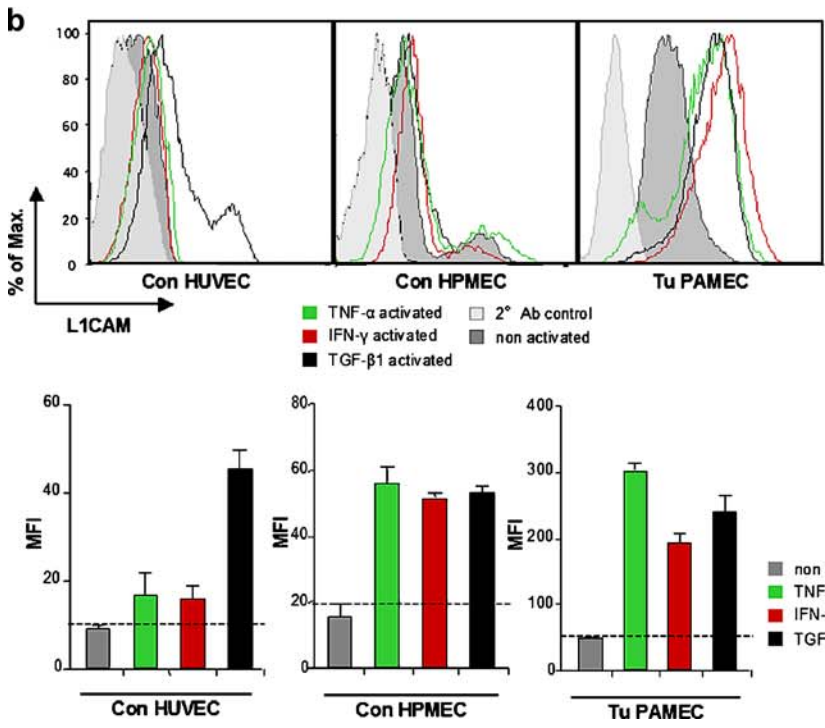 b
% of Max.
100
80
60
40
20
0
Con HUVEC
Con HPMEC
Tu PAMEC
L1CAM
TNF-α activated
IFN-γ activated
TGF-β1 activated
2° Ab control
non activated
MFI
60
40
20
0
Con HUVEC
MFI
80
60
40
20
0
Con HPMEC
MFI
400
300
200
100
0
Tu PAMEC
non
TNF
IFN-
TGF